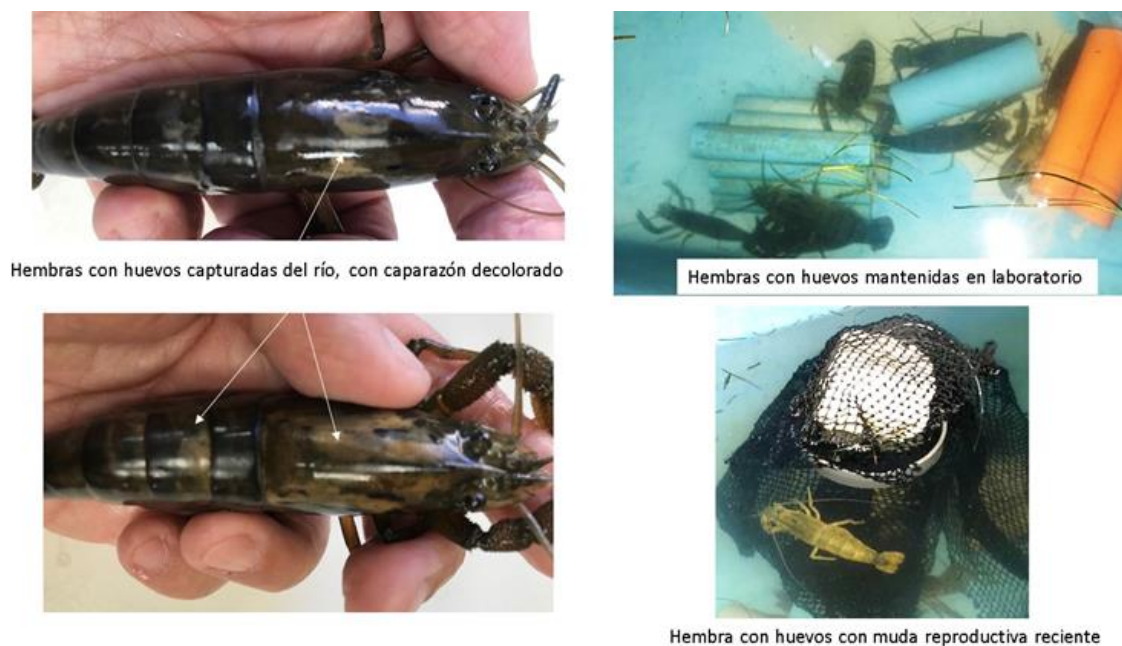 Hembras con huevos capturadas del río, con caparazón decolorado
Hembras con huevos mantenidas en laboratorio
Hembra con huevos con muda reproductiva reciente